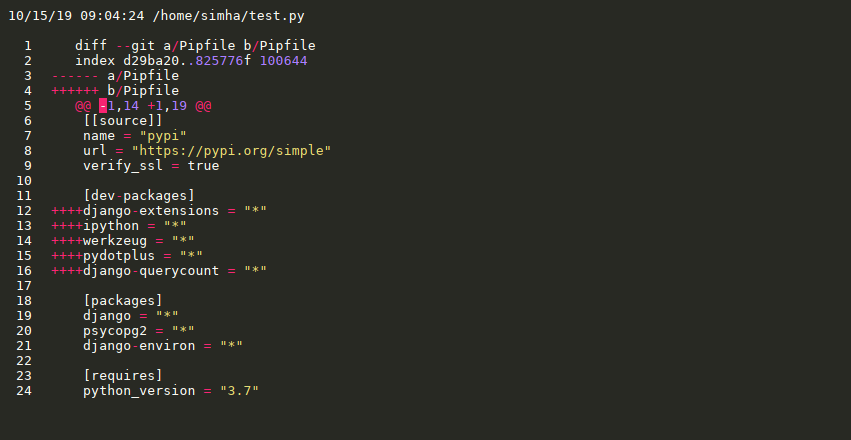 10/15/19 09:04:24 /home/simha/test.py
1 diff --git a/Pipfile b/Pipfile
2 index d29ba20..825776f 100644
3 ------ a/Pipfile
4 ++++++ b/Pipfile
5 @@ -1,14 +1,19 @@
6 [[source]]
7 name = "pypi"
8 url = "https://pypi.org/simple"
9 verify_ssl = true
10
11 [dev-packages]
12 ++++django-extensions = "*"
13 ++++ipython = "*"
14 ++++werkzeug = "*"
15 ++++pydotplus = "*"
16 ++++django-querycount = "*"
17
18 [packages]
19 django = "*"
20 psycopg2 = "*"
21 django-environ = "*"
22
23 [requires]
24 python_version = "3.7"